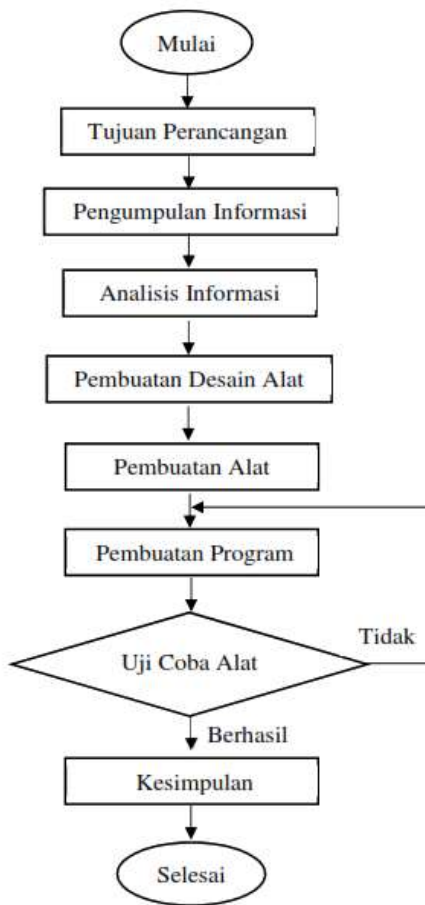 Mulai
Tujuan Perancangan
Pengumpulan Informasi
Analisis Informasi
Pembuatan Desain Alat
Pembuatan Alat
Pembuatan Program
Uji Coba Alat
Tidak
Berhasil
Kesimpulan
Selesai